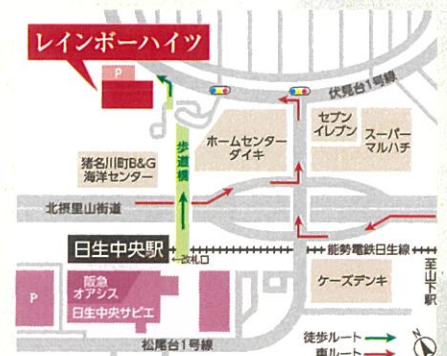 レインボーハイツ
P
伏見台1号線
セブン
イレブン
スーパー
マルハチ
ホームセンター
ダイキ
歩道橋
猪名川町B&G
海洋センター
北摂里山街道
日生中央駅
←改札口
能勢電鉄日生線
至山下駅
阪急
オアシス
日生中央サピエ
P
ケーズデンキ
松尾台1号線
徒歩ルート
車ルート
N